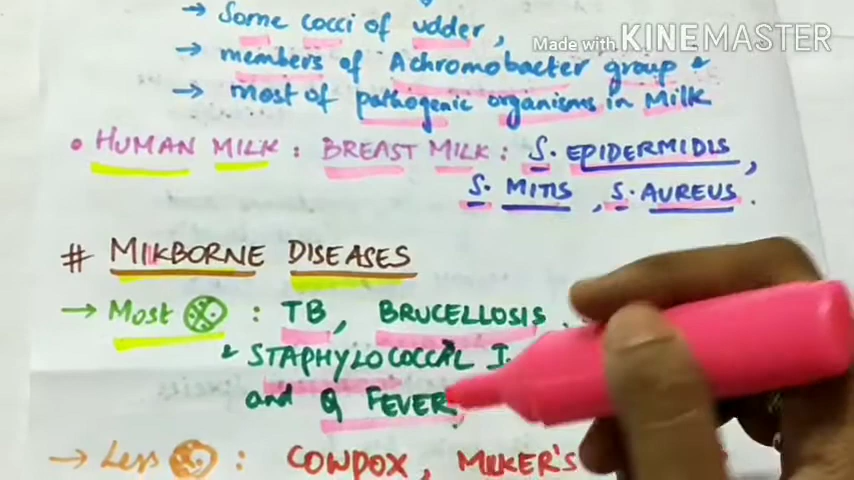 → Some cocci of udder,
Made with KINEMASTER
→ members of Achromobacter group &
→ most of pathogenic organisms in Milk
• HUMAN MILK : BREAST MILK : S. EPIDERMIDIS,
S. MITIS, S. AUREUS.
# MILKBORNE DISEASES
→ Most : TB, BRUCELLOSIS,
& STAPHYLOCOCCAL I.
and Q FEVER.
→ Less : COWPOX, MILKER'S